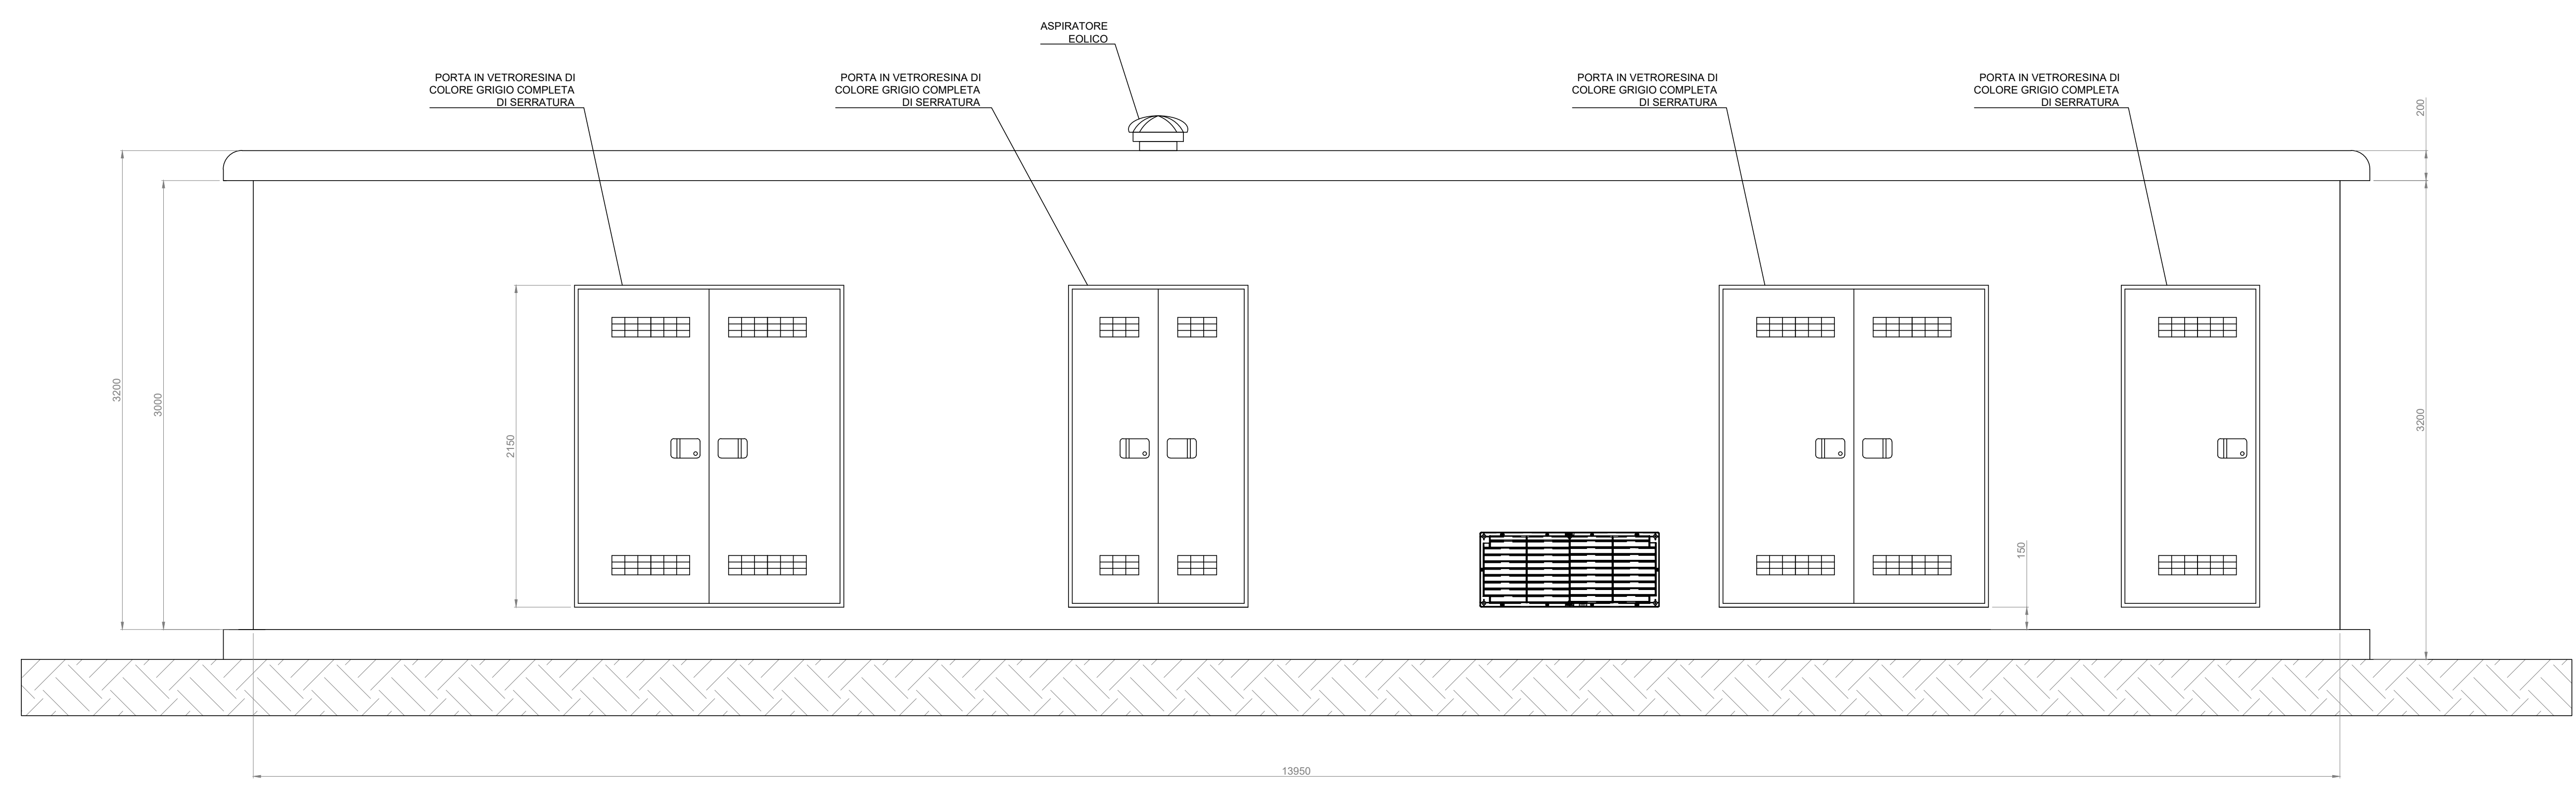 ASPIRATORE
EOLICO
PORTA IN VETRORESINA DI
COLORE GRIGIO COMPLETA
DI SERRATURA
PORTA IN VETRORESINA DI
COLORE GRIGIO COMPLETA
DI SERRATURA
PORTA IN VETRORESINA DI
COLORE GRIGIO COMPLETA
DI SERRATURA
PORTA IN VETRORESINA DI
COLORE GRIGIO COMPLETA
DI SERRATURA
200
3200
3000
2150
3200
150
13950